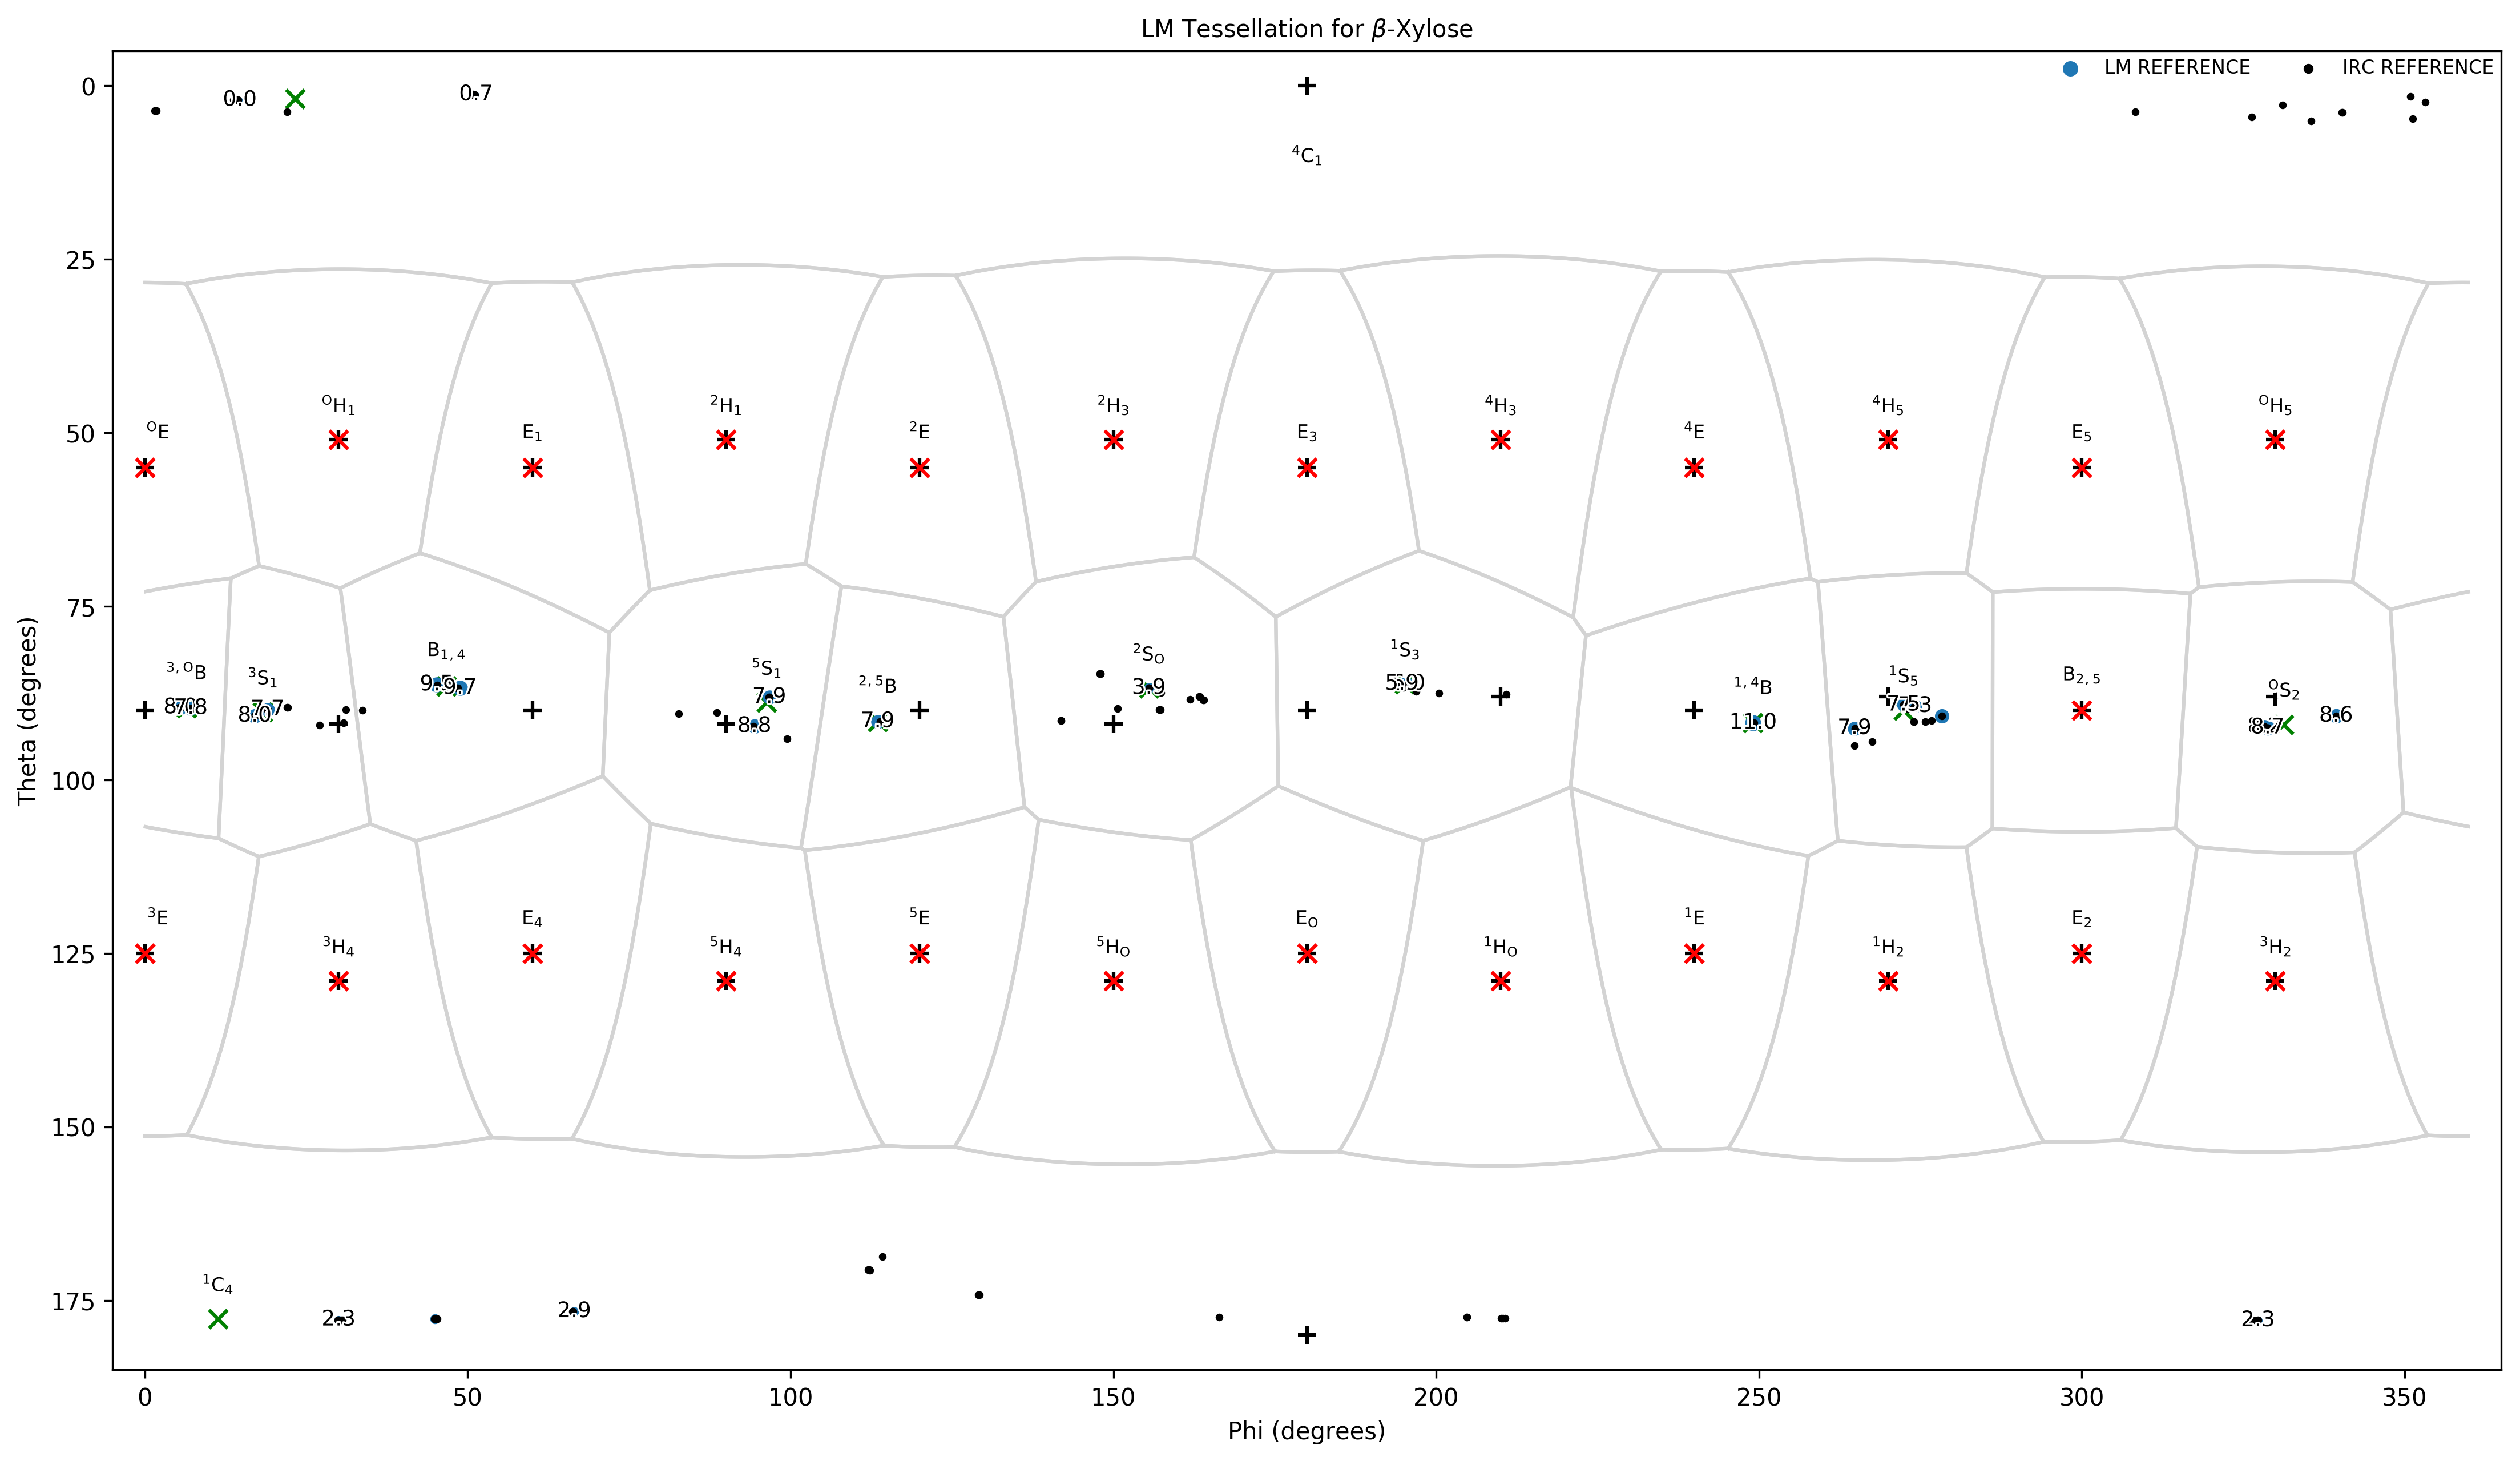 LM Tessellation for β-Xylose
LM REFERENCE
IRC REFERENCE
0.0
0.7
⁴C₁
ᴼH₁
²H₁
²H₃
⁴H₃
⁴H₅
ᴼH₅
ᴼE
E₁
²E
E₃
⁴E
E₅
³,ᴼB
³S₁
B₁,₄
⁵S₁
²,⁵B
²Sₒ
¹S₃
¹,⁴B
¹S₅
B₂,₅
ᴼS₂
7.8
8.0
9.7
7.9
8.8
7.9
3.9
11.0
7.9
8.6
³E
E₄
⁵E
Eₒ
¹E
E₂
³H₄
⁵H₄
⁵Hₒ
¹Hₒ
¹H₂
³H₂
¹C₄
2.3
2.9
2.3
0
25
50
75
100
125
150
175
Theta (degrees)
0
50
100
150
200
250
300
350
Phi (degrees)